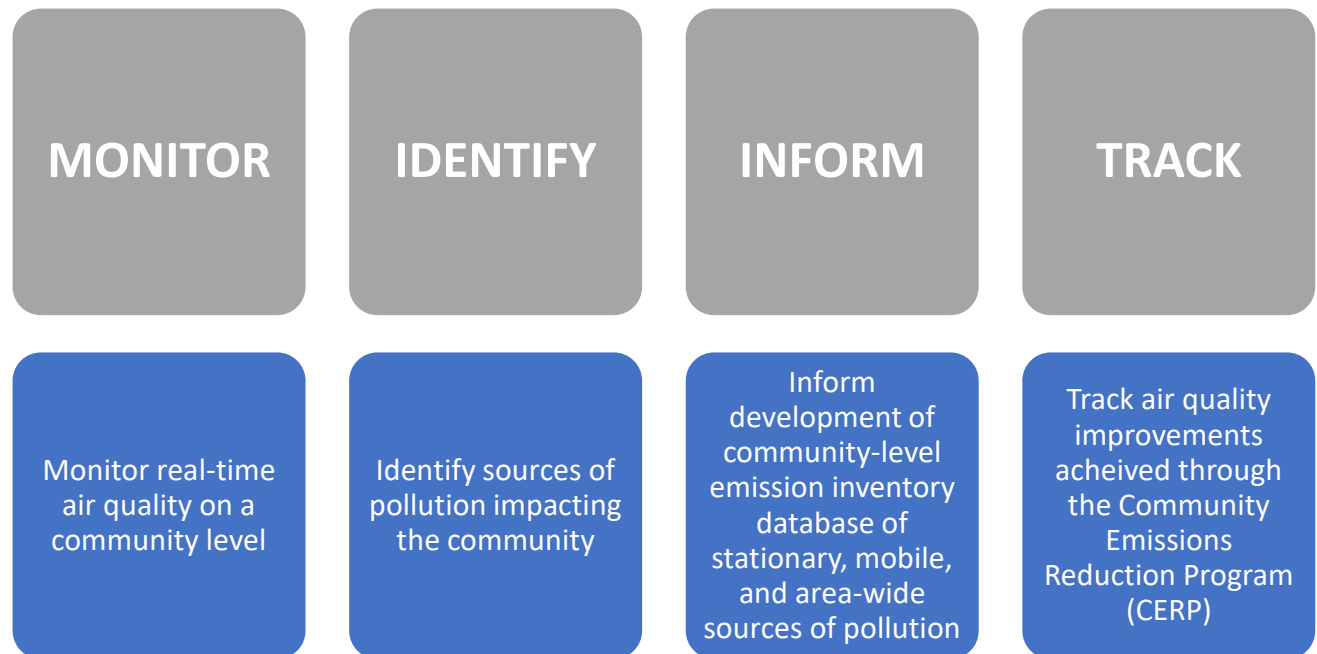 MONITOR
IDENTIFY
INFORM
TRACK
Monitor real-time
air quality on a
community level
Identify sources of
pollution impacting
the community
Inform
development of
community-level
emission inventory
database of
stationary, mobile,
and area-wide
sources of pollution
Track air quality
improvements
acheived through
the Community
Emissions
Reduction Program
(CERP)